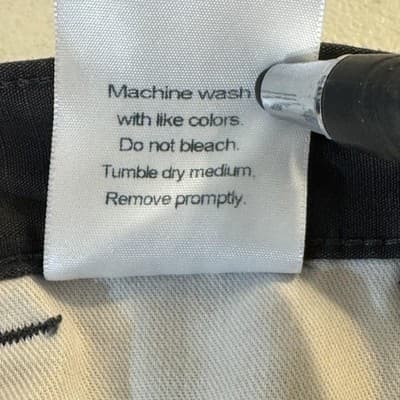 Machine wash
with like colors.
Do not bleach.
Tumble dry medium.
Remove promptly.